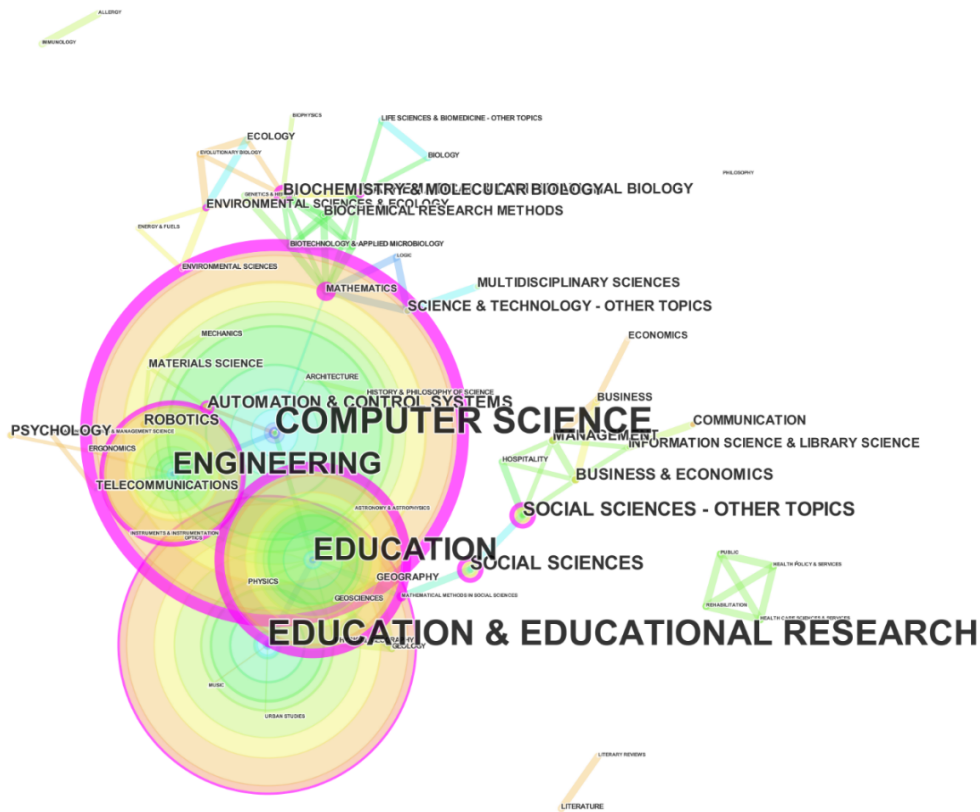 ALLERGY
IMMUNOLOGY
BIOPHYSICS
LIFE SCIENCES & BIOMEDICINE - OTHER TOPICS
ECOLOGY
EVOLUTIONARY BIOLOGY
BIOLOGY
PHILOSOPHY
BIOCHEMISTRY & MOLECULAR BIOLOGY
BIOLOGY
GENETICS &
ENVIRONMENTAL SCIENCES & ECOLOGY
BIOCHEMICAL RESEARCH METHODS
ENERGY & FUELS
BIOTECHNOLOGY & APPLIED MICROBIOLOGY
LOGIC
ENVIRONMENTAL SCIENCES
MULTIDISCIPLINARY SCIENCES
MATHEMATICS
SCIENCE & TECHNOLOGY - OTHER TOPICS
MECHANICS
ECONOMICS
MATERIALS SCIENCE
ARCHITECTURE
HISTORY & PHILOSOPHY OF SCIENCE
BUSINESS
AUTOMATION & CONTROL SYSTEMS
ROBOTICS
COMPUTER SCIENCE
COMMUNICATION
PSYCHOLOGY
& MANAGEMENT SCIENCE
MANAGEMENT
INFORMATION SCIENCE & LIBRARY SCIENCE
ERGONOMICS
ENGINEERING
HOSPITALITY
BUSINESS & ECONOMICS
TELECOMMUNICATIONS
ASTRONOMY & ASTROPHYSICS
SOCIAL SCIENCES - OTHER TOPICS
INSTRUMENTS & INSTRUMENTATION
OPTICS
EDUCATION
PUBLIC
SOCIAL SCIENCES
HEALTH POLICY & SERVICES
PHYSICS
GEOGRAPHY
GEOSCIENCES
MATHEMATICAL METHODS IN SOCIAL SCIENCES
REHABILITATION
HEALTH CARE SCIENCES & SERVICES
EDUCATION & EDUCATIONAL RESEARCH
GEOLOGY
MUSIC
URBAN STUDIES
LITERARY REVIEWS
LITERATURE